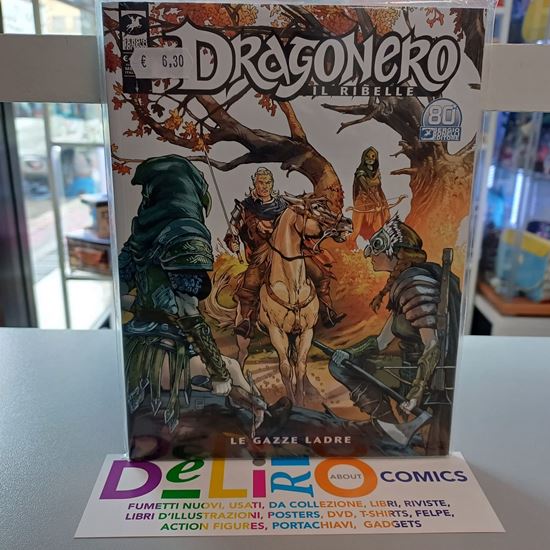 € 6,30
DRAGONERO
IL RIBELLE
80
SERGIO
BONELLI
EDITORE
LE GAZZE LADRE
DeLiRiO
ABOUT
COMICS
FUMETTI NUOVI, USATI, DA COLLEZIONE, LIBRI, RIVISTE,
LIBRI D'ILLUSTRAZIONI, POSTERS, DVD, T-SHIRTS, FELPE,
ACTION FIGURES, PORTACHIAVI, GADGETS